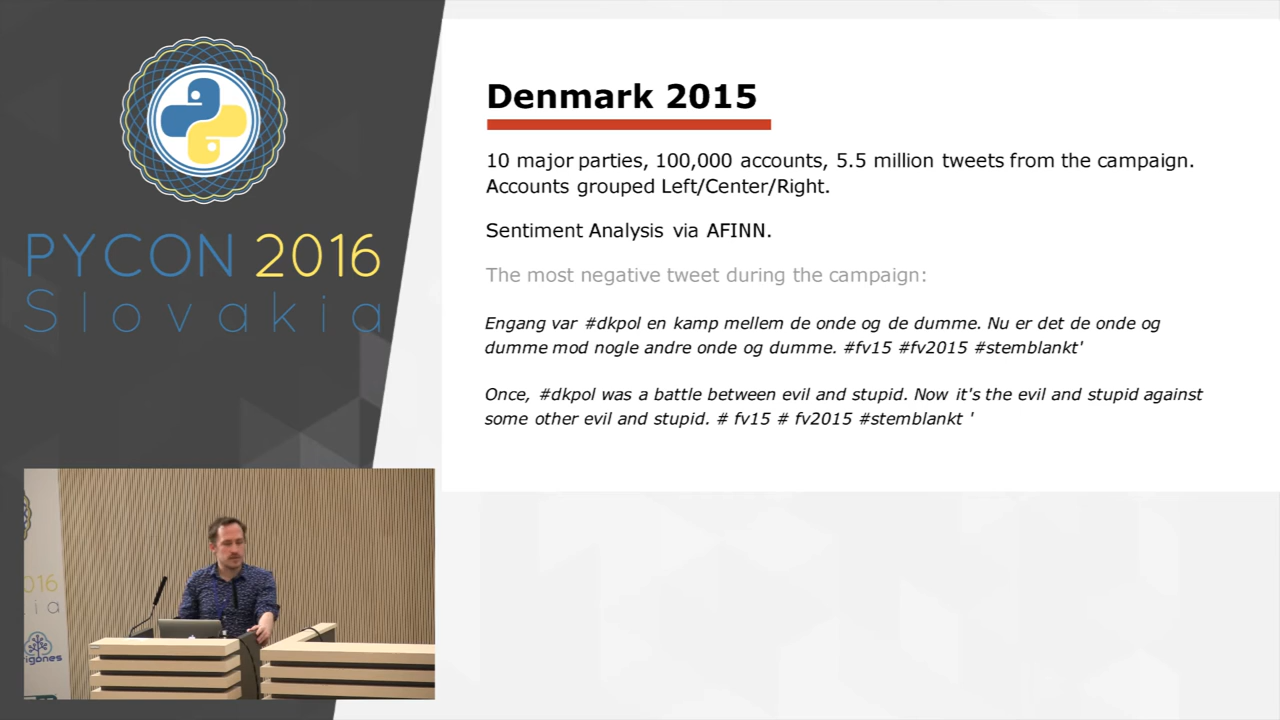 PYCON 2016
Slovakia
Denmark 2015
10 major parties, 100,000 accounts, 5.5 million tweets from the campaign.
Accounts grouped Left/Center/Right.
Sentiment Analysis via AFINN.
The most negative tweet during the campaign:
Engang var #dkpol en kamp mellem de onde og de dumme. Nu er det de onde og
dumme mod nogle andre onde og dumme. #fv15 #fv2015 #stemblankt'
Once, #dkpol was a battle between evil and stupid. Now it's the evil and stupid against
some other evil and stupid. # fv15 # fv2015 #stemblankt '
016
ia